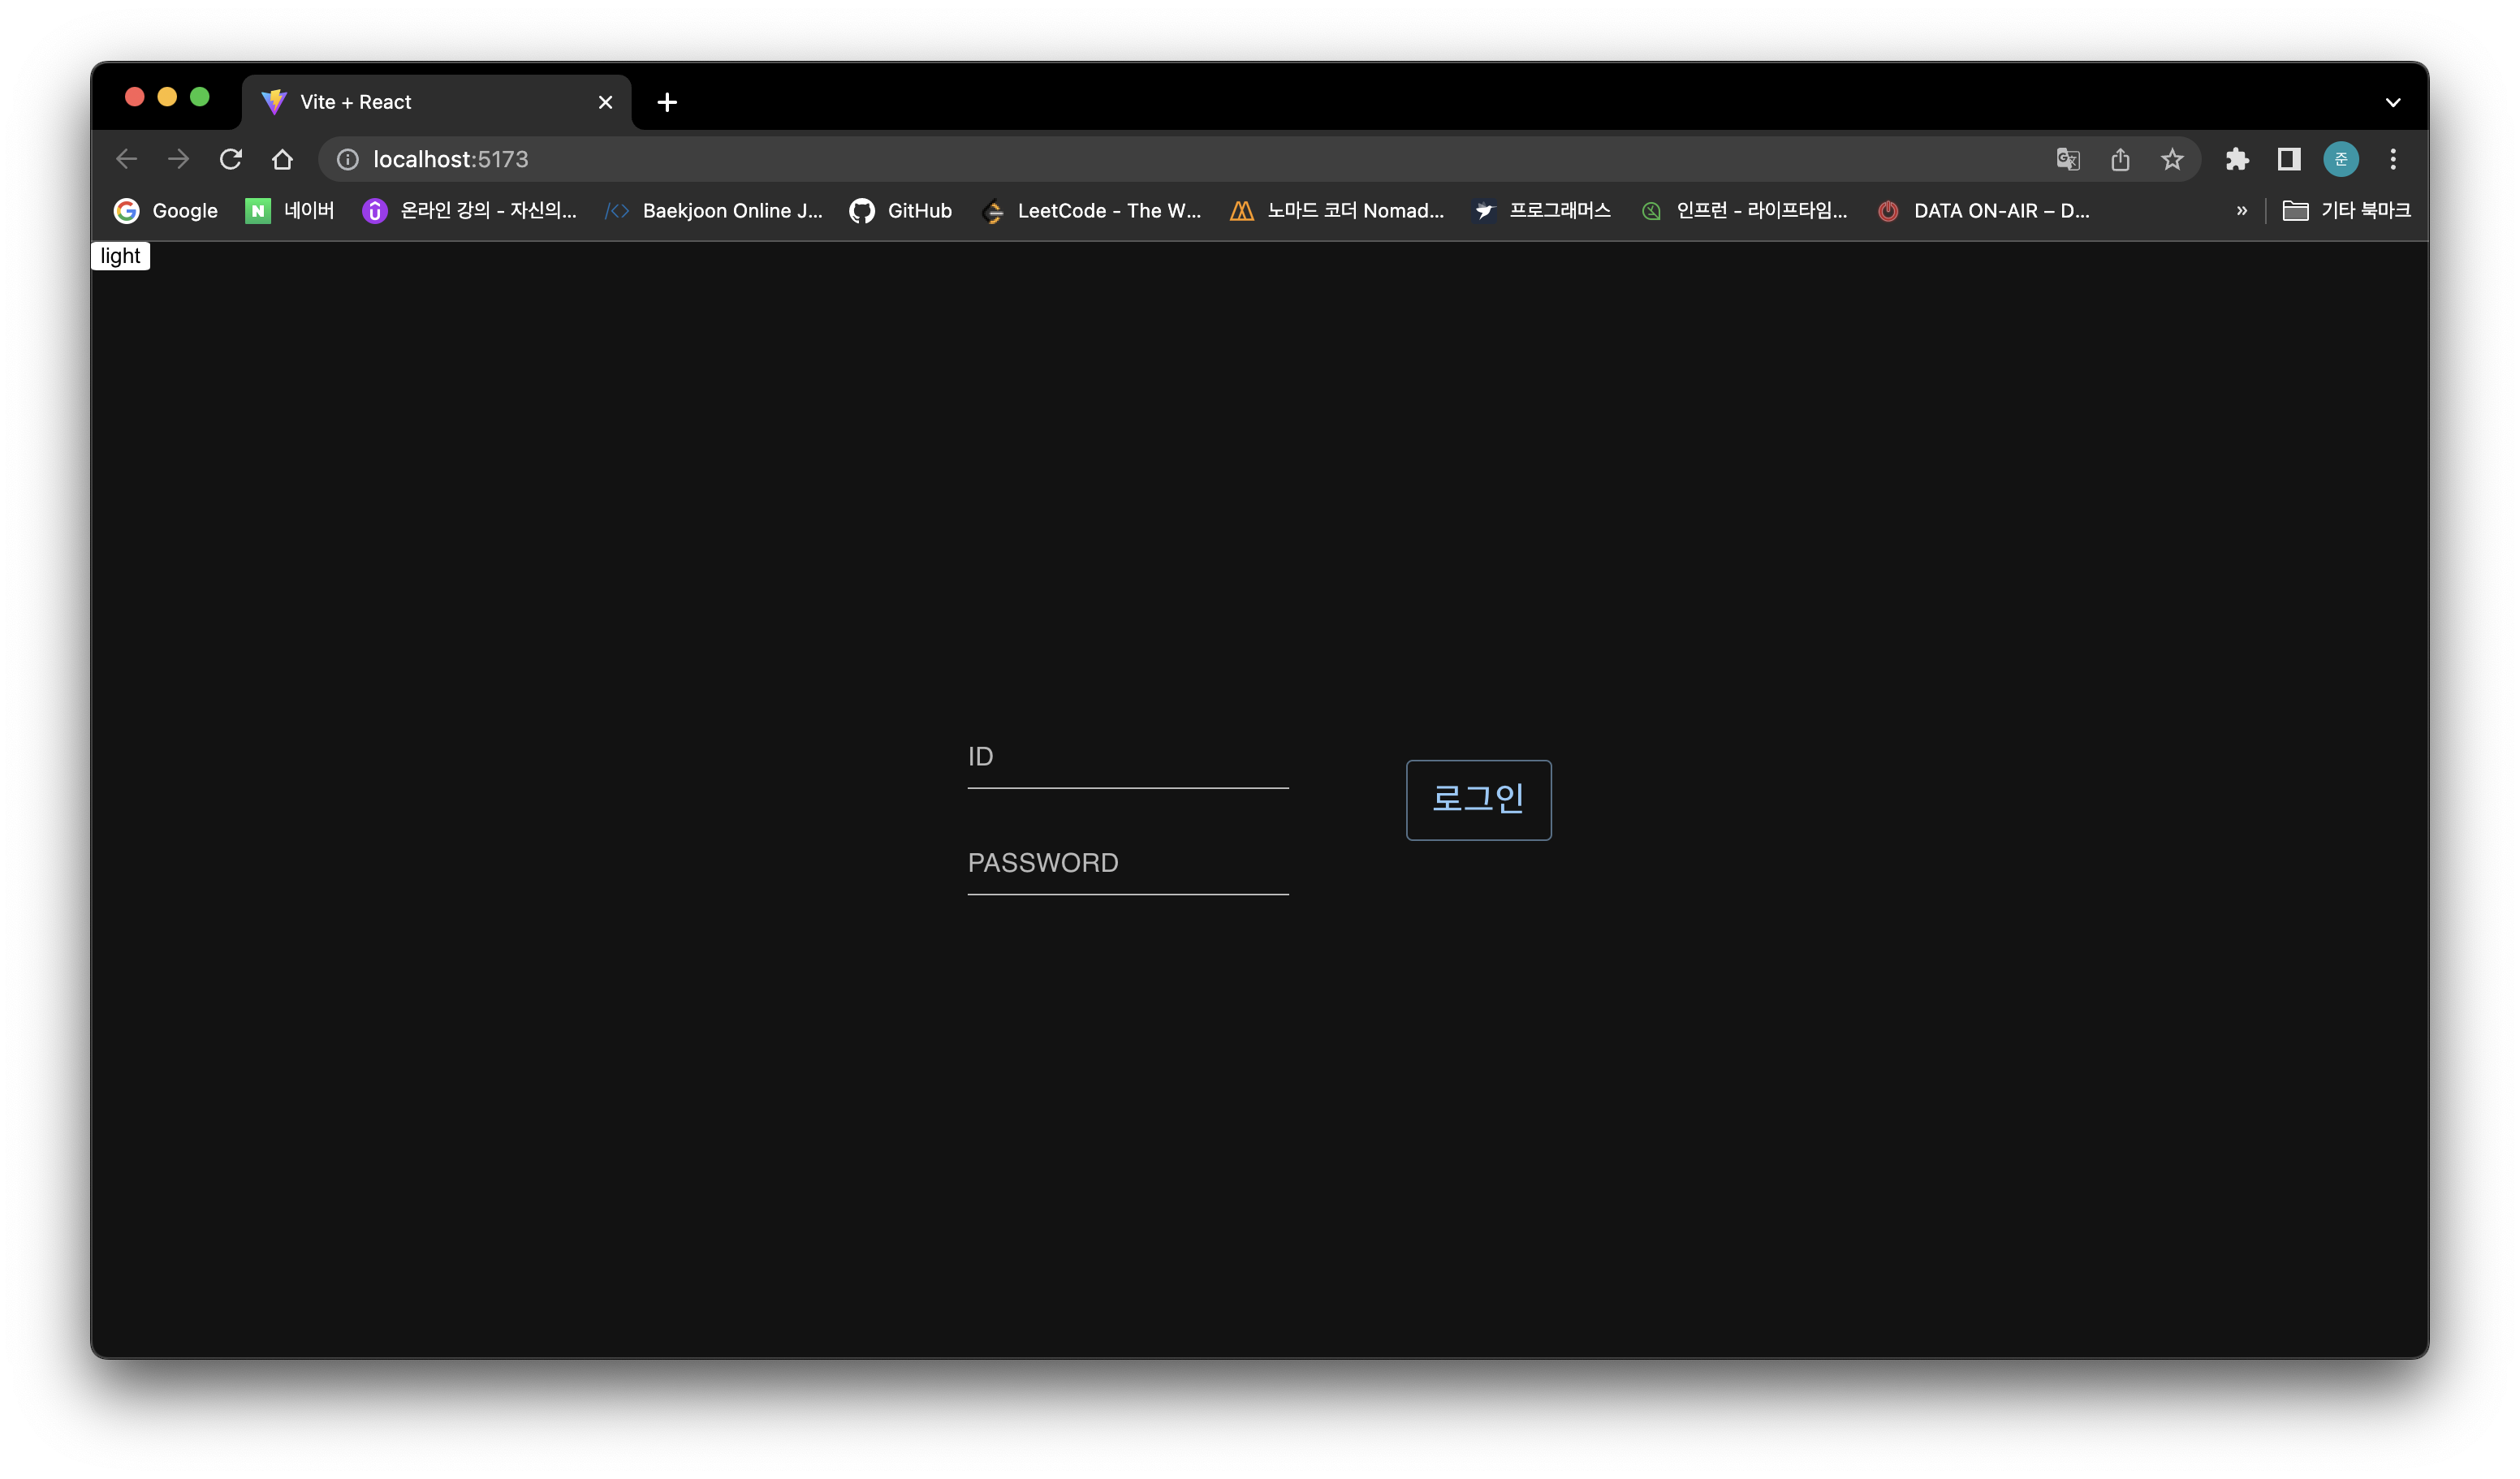 Vite + React
localhost:5173
준
Google 네이버 온라인 강의 - 자신의... Baekjoon Online J... GitHub LeetCode - The W... 노마드 코더 Nomad... 프로그래머스 인프런 - 라이프타임... DATA ON-AIR – D... » 기타 북마크
light
ID
로그인
PASSWORD